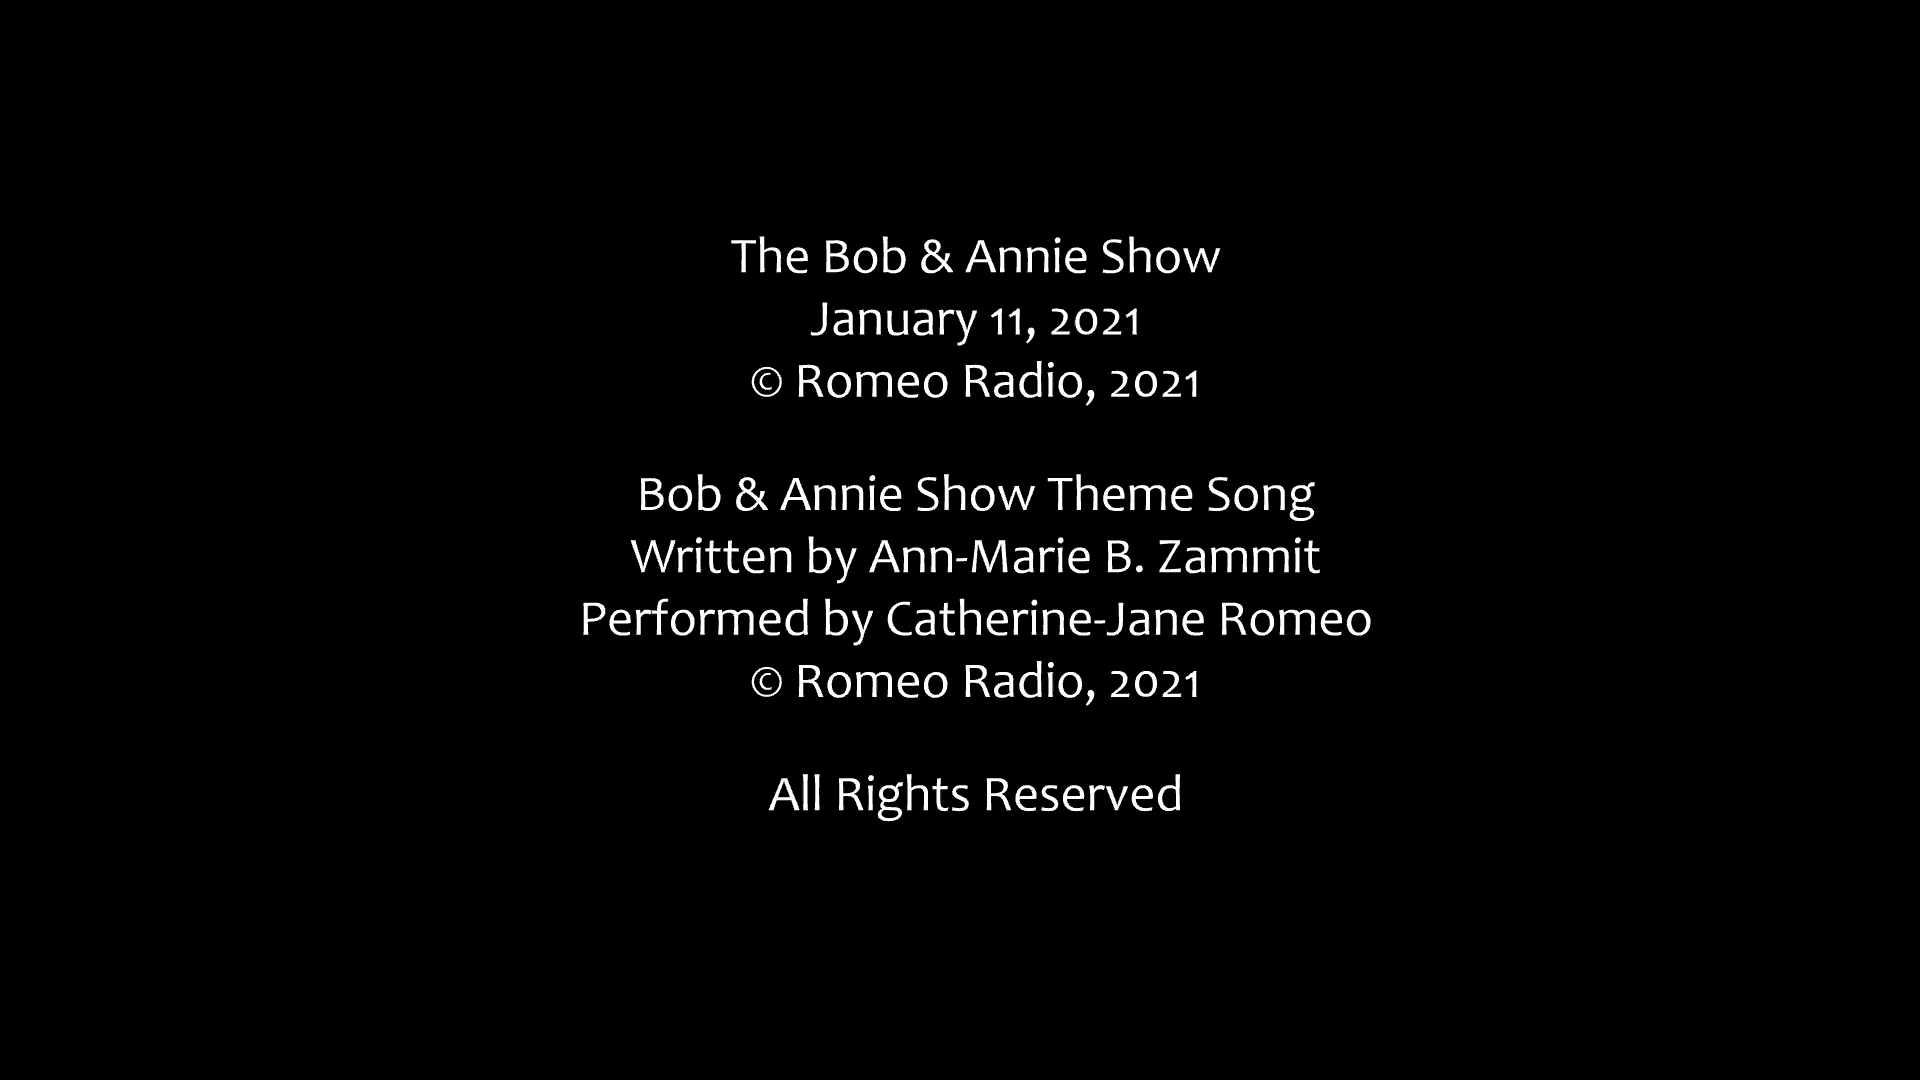 The Bob & Annie Show
January 11, 2021
© Romeo Radio, 2021
Bob & Annie Show Theme Song
Written by Ann-Marie B. Zammit
Performed by Catherine-Jane Romeo
© Romeo Radio, 2021
All Rights Reserved